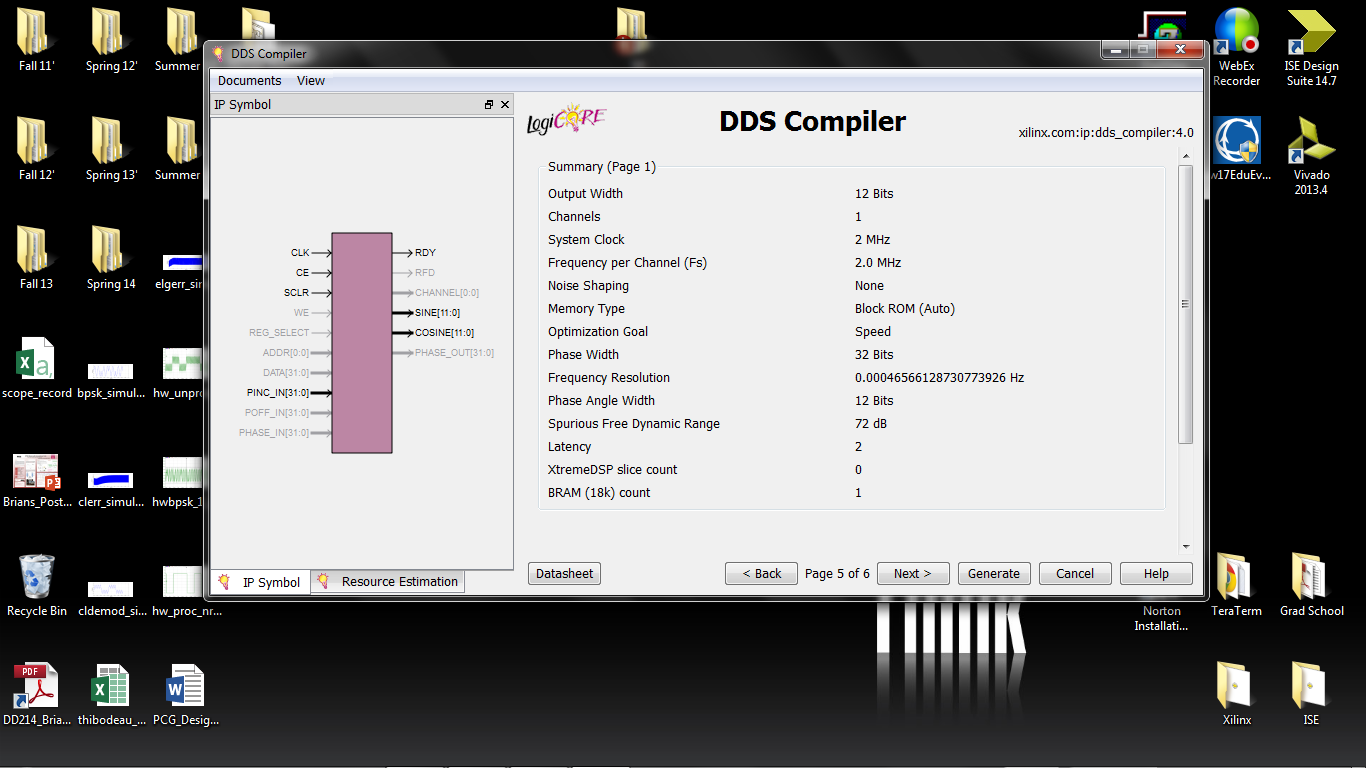 Fall 11'
Spring 12'
Summer
WebEx Recorder
ISE Design Suite 14.7
Fall 12'
Spring 13'
Summer
w17EduEv...
Vivado 2013.4
Fall 13
Spring 14
elgerr_sin
scope_record
bpsk_simul...
hw_unpro
Brians_Post...
clerr_simul...
hwbpsk_1
Recycle Bin
cldemod_si...
hw_proc_nr...
Norton Installati...
TeraTerm
Grad School
PDF
DD214_Bria...
thibodeau_...
PCG_Desig...
Xilinx
ISE
DDS Compiler
Documents View
IP Symbol
CLK
CE
SCLR
WE
REG_SELECT
ADDR[0:0]
DATA[31:0]
PINC_IN[31:0]
POFF_IN[31:0]
PHASE_IN[31:0]
RDY
RFD
CHANNEL[0:0]
SINE[11:0]
COSINE[11:0]
PHASE_OUT[31:0]
IP Symbol
Resource Estimation
LogiCORE
DDS Compiler
xilinx.com:ip:dds_compiler:4.0
Summary (Page 1)
Output Width 12 Bits
Channels 1
System Clock 2 MHz
Frequency per Channel (Fs) 2.0 MHz
Noise Shaping None
Memory Type Block ROM (Auto)
Optimization Goal Speed
Phase Width 32 Bits
Frequency Resolution 0.00046566128730773926 Hz
Phase Angle Width 12 Bits
Spurious Free Dynamic Range 72 dB
Latency 2
XtremeDSP slice count 0
BRAM (18k) count 1
Datasheet
< Back
Page 5 of 6
Next >
Generate
Cancel
Help